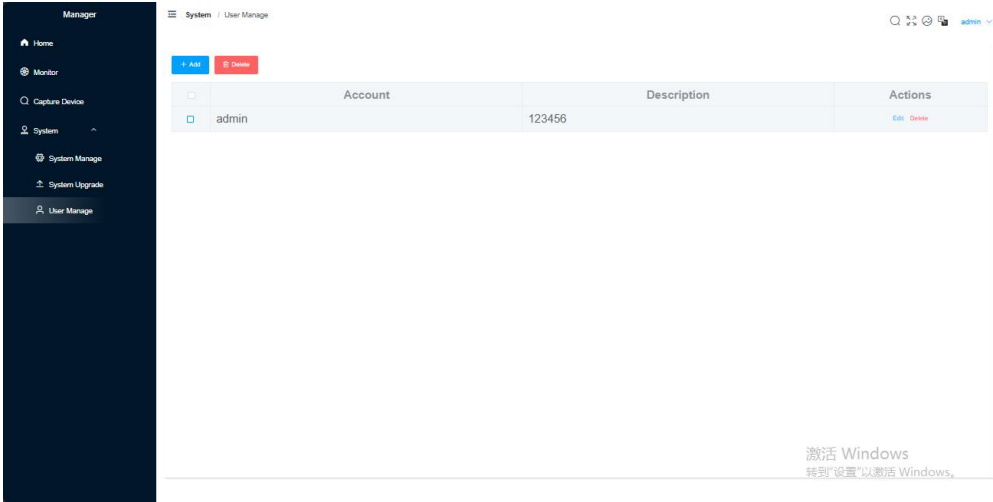 Manager
System / User Manage
admin
Home
Monitor
Capture Device
System
System Manage
System Upgrade
User Manage
+ Add
Delete
Account Description Actions
admin 123456 Edit Delete
激活 Windows
转到"设置"以激活 Windows。